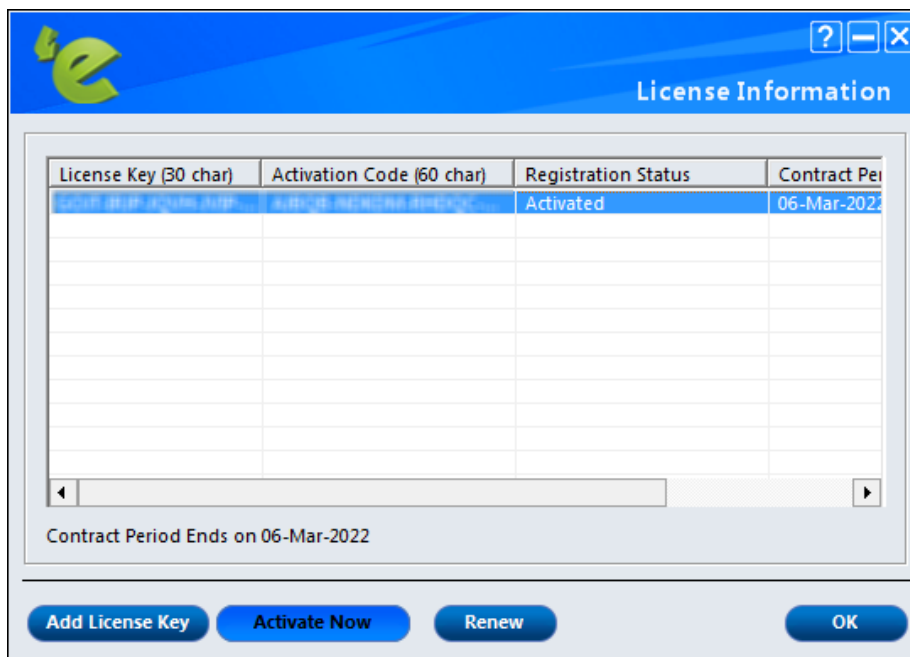 License Information
License Key (30 char) Activation Code (60 char) Registration Status Contract Per
Activated 06-Mar-2022
Contract Period Ends on 06-Mar-2022
Add License Key Activate Now Renew OK